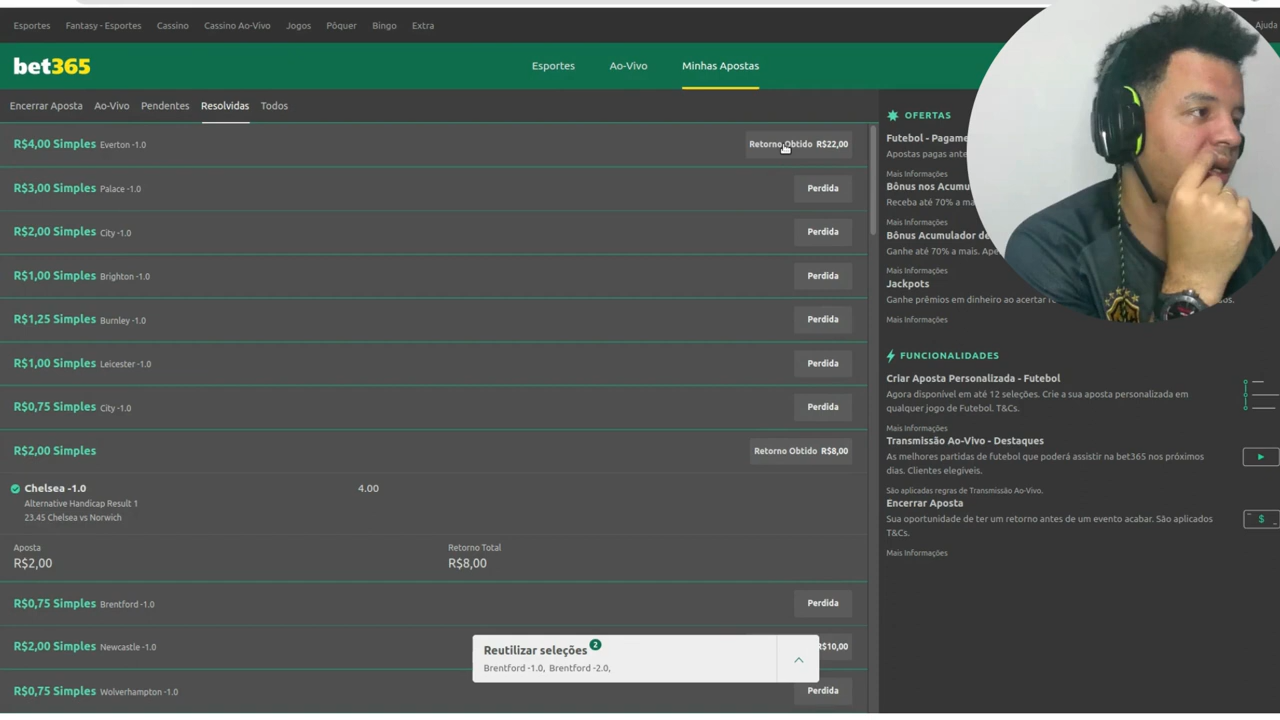 Esportes Fantasy - Esportes Cassino Cassino Ao-Vivo Jogos Pôquer Bingo Extra Ajuda
bet365 Esportes Ao-Vivo Minhas Apostas
Encerrar Aposta Ao-Vivo Pendentes Resolvidas Todos
R$4,00 Simples Everton -1.0 Retorno Obtido R$22,00
R$3,00 Simples Palace -1.0 Perdida
R$2,00 Simples City -1.0 Perdida
R$1,00 Simples Brighton -1.0 Perdida
R$1,25 Simples Burnley -1.0 Perdida
R$1,00 Simples Leicester -1.0 Perdida
R$0,75 Simples City -1.0 Perdida
R$2,00 Simples Retorno Obtido R$8,00
Chelsea -1.0 4.00
Alternative Handicap Result 1
23.45 Chelsea vs Norwich
Aposta Retorno Total
R$2,00 R$8,00
R$0,75 Simples Brentford -1.0 Perdida
R$2,00 Simples Newcastle -1.0 R$10,00
R$0,75 Simples Wolverhampton -1.0 Perdida
Reutilizar seleções 2
Brentford -1.0, Brentford -2.0,
OFERTAS
Futebol - Pagame
Apostas pagas ante
Mais Informações
Bônus nos Acumu
Receba até 70% a ma
Mais Informações
Bônus Acumulador de
Ganhe até 70% a mais. Ape
Mais Informações
Jackpots
Ganhe prêmios em dinheiro ao acertar
Mais Informações
FUNCIONALIDADES
Criar Aposta Personalizada - Futebol
Agora disponível em até 12 seleções. Crie a sua aposta personalizada em
qualquer jogo de Futebol. T&Cs.
Mais Informações
Transmissão Ao-Vivo - Destaques
As melhores partidas de futebol que poderá assistir na bet365 nos próximos
dias. Clientes elegíveis.
São aplicadas regras de Transmissão Ao-Vivo.
Encerrar Aposta
Sua oportunidade de ter um retorno antes de um evento acabar. São aplicados
T&Cs.
Mais Informações